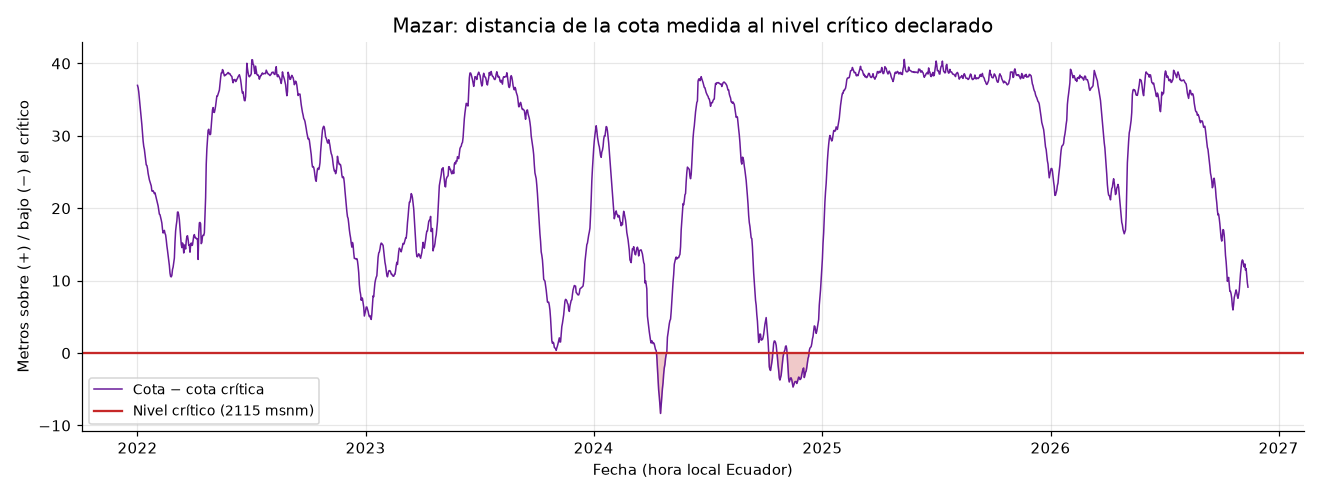 Mazar: distancia de la cota medida al nivel crítico declarado
Metros sobre (+) / bajo (−) el crítico
40
30
20
10
0
−10
Cota − cota crítica
Nivel crítico (2115 msnm)
2022
2023
2024
2025
2026
2027
Fecha (hora local Ecuador)